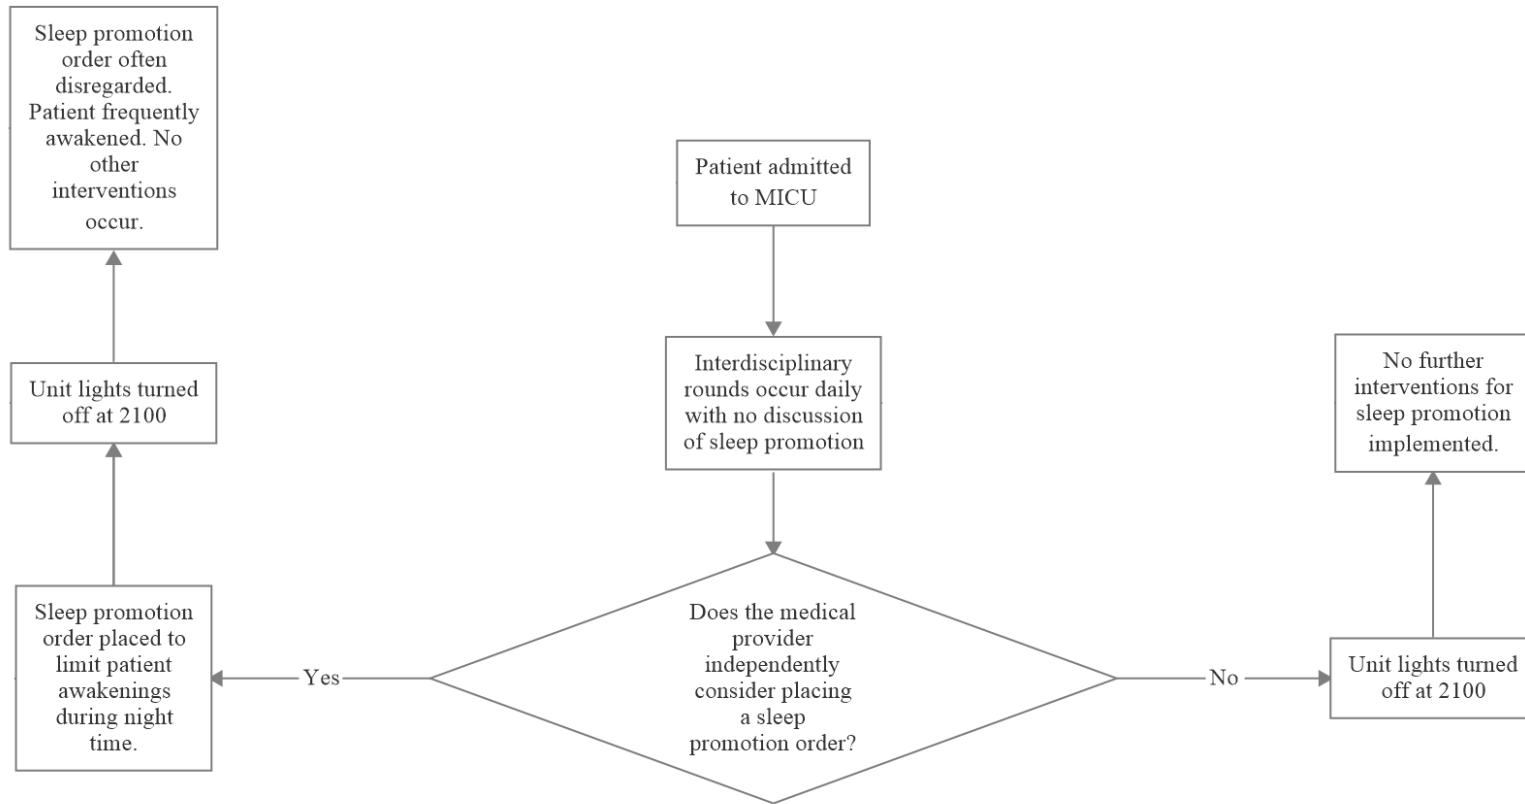 Sleep promotion
order often
disregarded.
Patient frequently
awakened. No
other
interventions
occur.
Patient admitted
to MICU
Interdisciplinary
rounds occur daily
with no discussion
of sleep promotion
No further
interventions for
sleep promotion
implemented.
Unit lights turned
off at 2100
Sleep promotion
order placed to
limit patient
awakenings
during night
time.
Yes
Does the medical
provider
independently
consider placing
a sleep
promotion order?
No
Unit lights turned
off at 2100